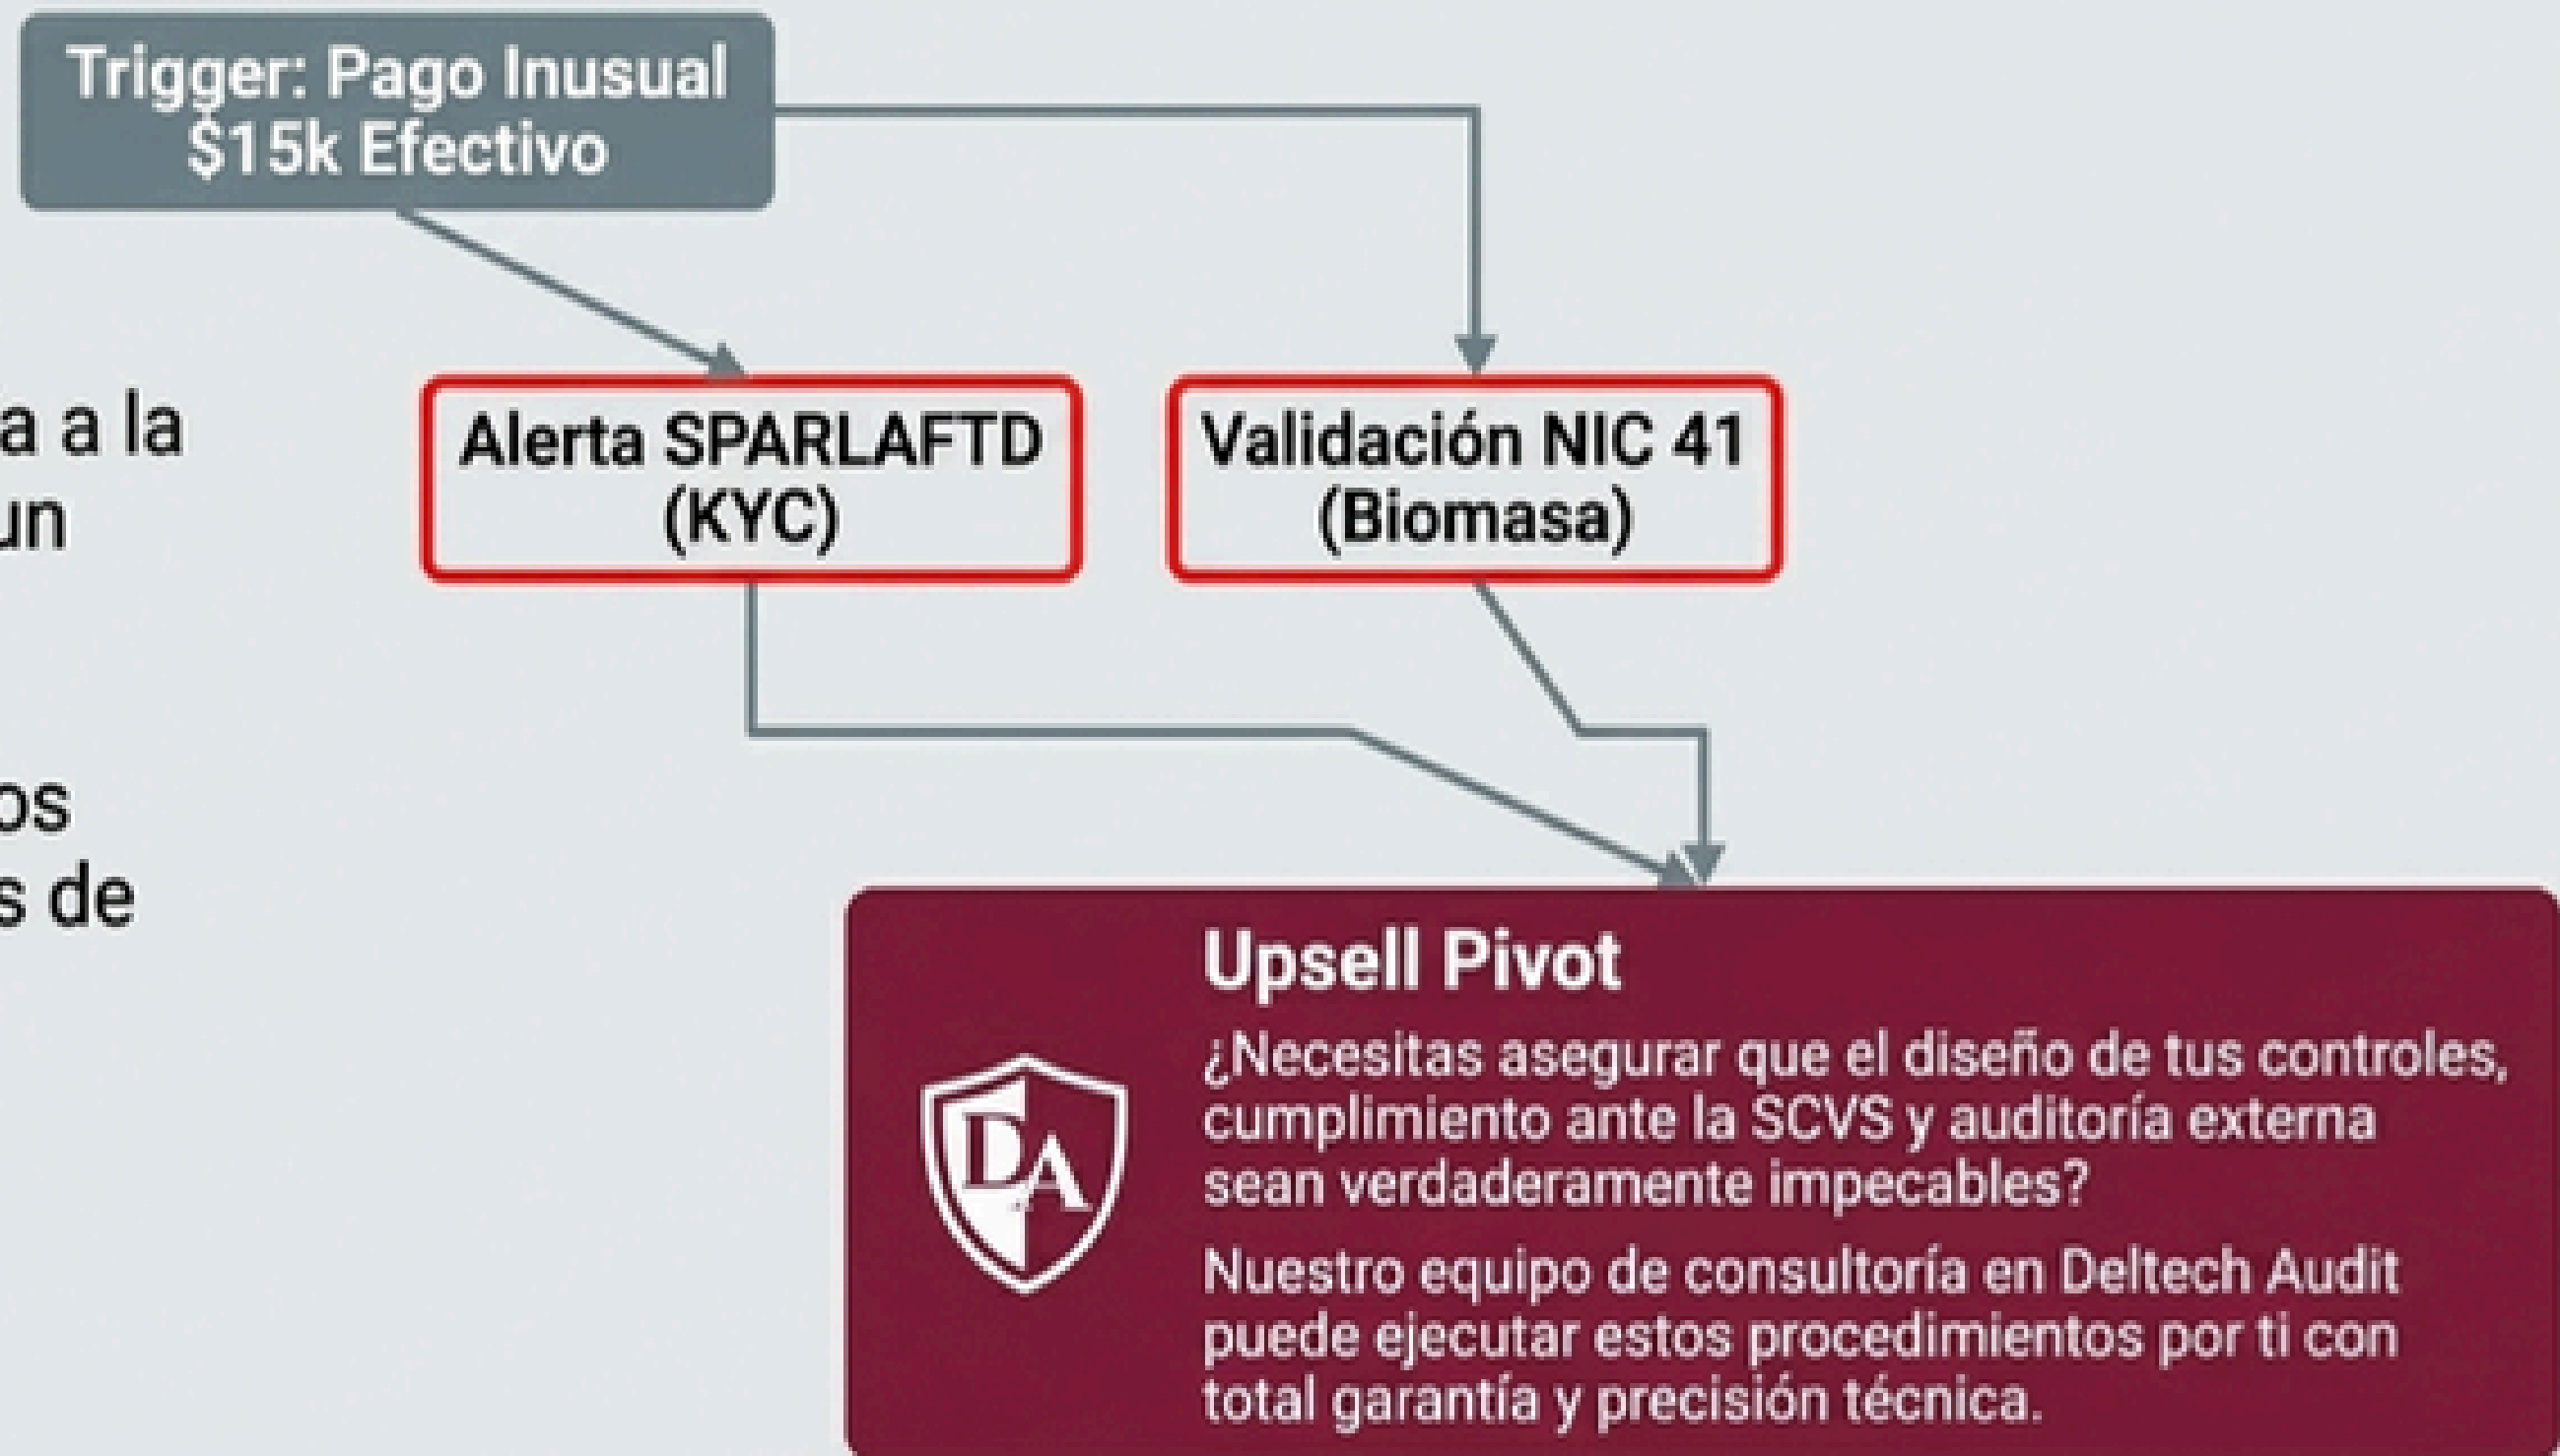 Trigger: Pago Inusual
$15k Efectivo
a a la
un
os
s de
Alerta SPARLAFTD
(KYC)
Validación NIC 41
(Biomasa)
DA
Upsell Pivot
¿Necesitas asegurar que el diseño de tus controles,
cumplimiento ante la SCVS y auditoría externa
sean verdaderamente impecables?
Nuestro equipo de consultoría en Deltech Audit
puede ejecutar estos procedimientos por ti con
total garantía y precisión técnica.